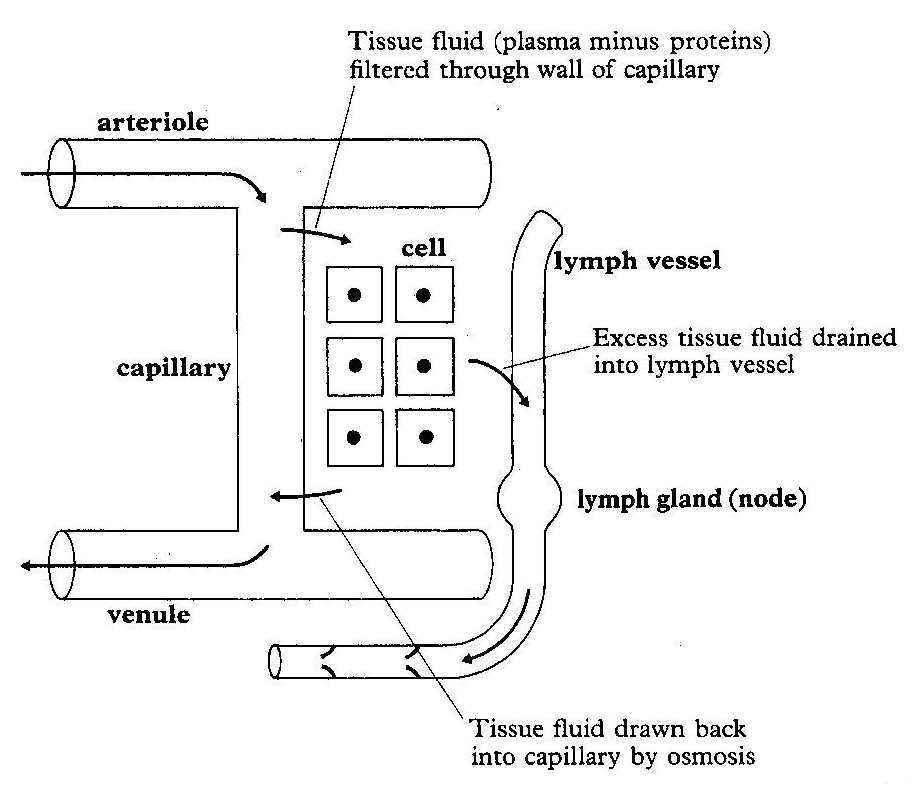 Tissue fluid (plasma minus proteins)
filtered through wall of capillary
arteriole
cell
lymph vessel
Excess tissue fluid drained
into lymph vessel
capillary
lymph gland (node)
venule
Tissue fluid drawn back
into capillary by osmosis